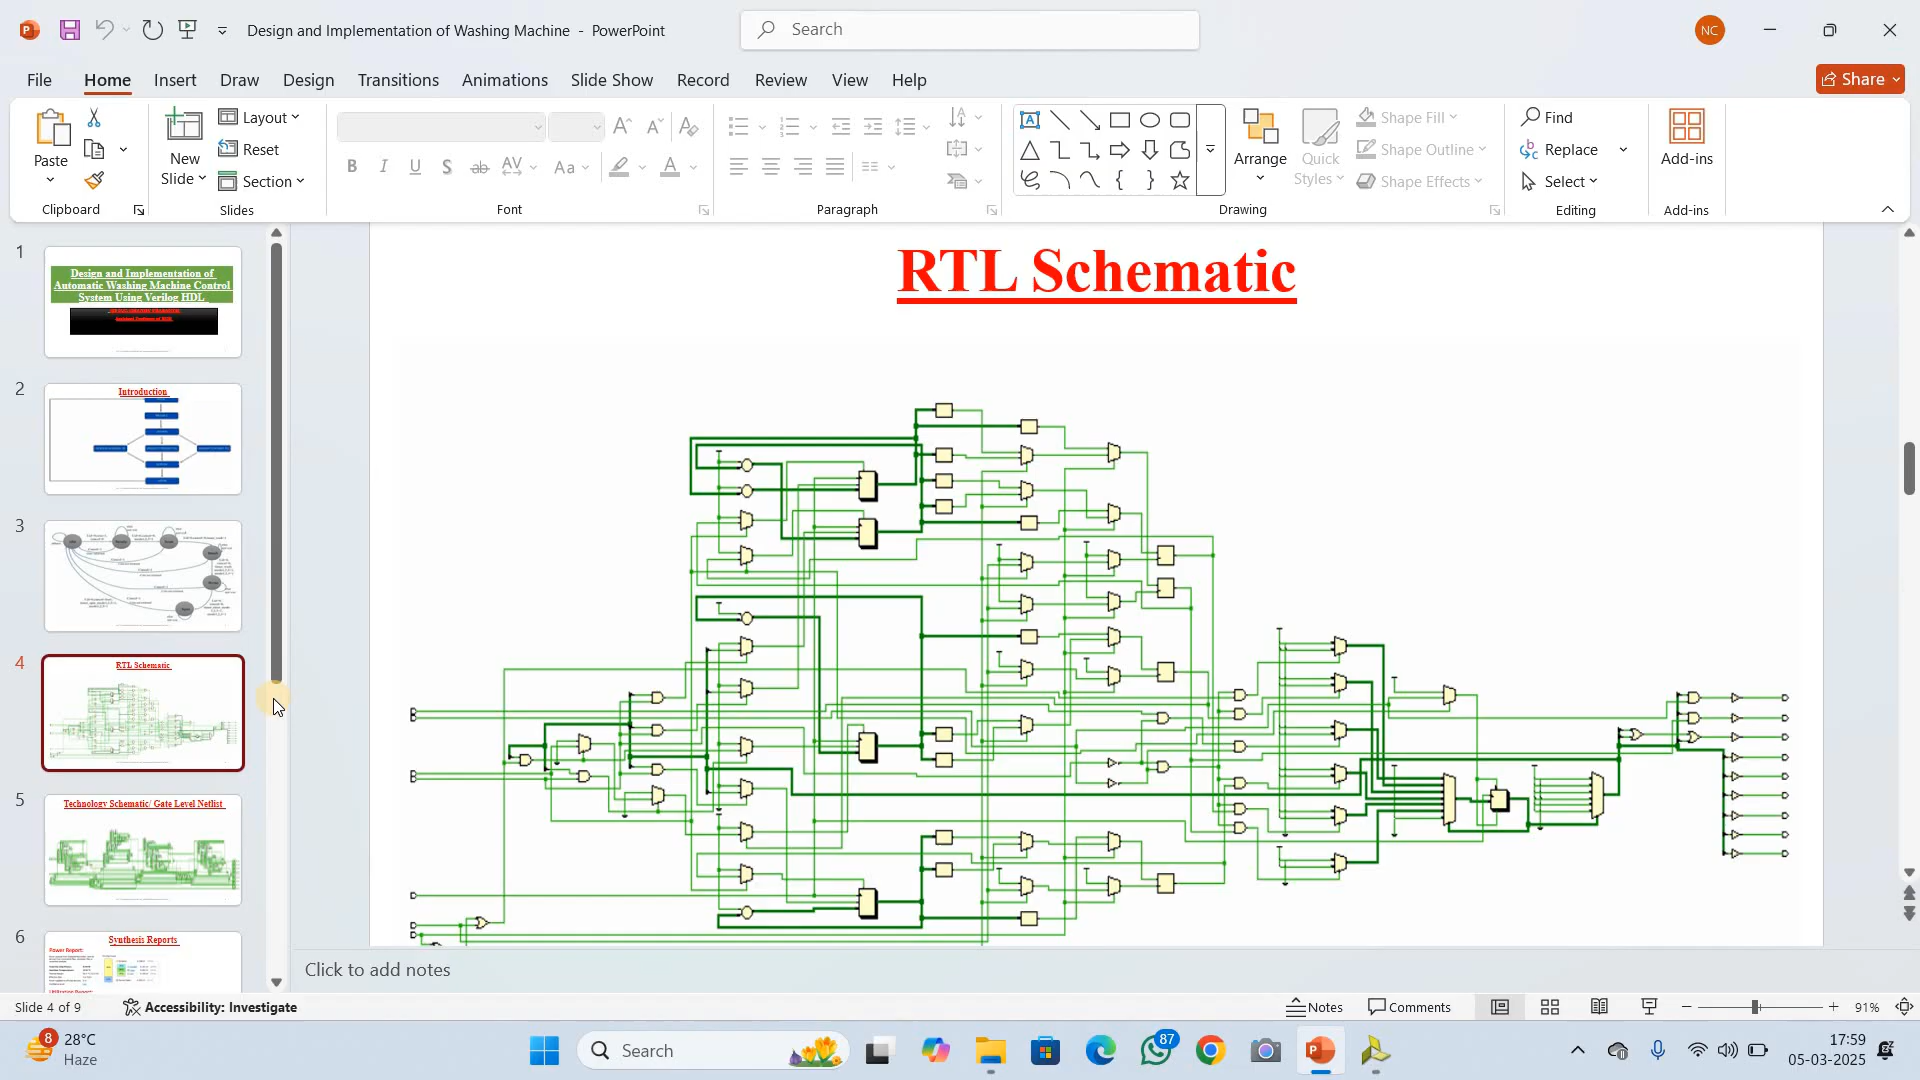 Design and Implementation of Washing Machine - PowerPoint
Search
NC
File Home Insert Draw Design Transitions Animations Slide Show Record Review View Help
Share
Paste
New
Slide
Layout
Reset
Section
Aa
Arrange
Quick
Styles
Shape Fill
Shape Outline
Shape Effects
Find
Replace
Select
Add-ins
Clipboard
Slides
Font
Paragraph
Drawing
Editing
Add-ins
1
Design and Implementation of
Automatic Washing Machine Control
System Using Verilog HDL
2
Introduction
3
4
RTL Schematic
5
Technology Schematic/ Gate Level Netlist
6
Synthesis Reports
Power Report:
RTL Schematic
Click to add notes
Slide 4 of 9
Accessibility: Investigate
Notes
Comments
91%
8
28°C
Haze
Search
87
17:59
05-03-2025